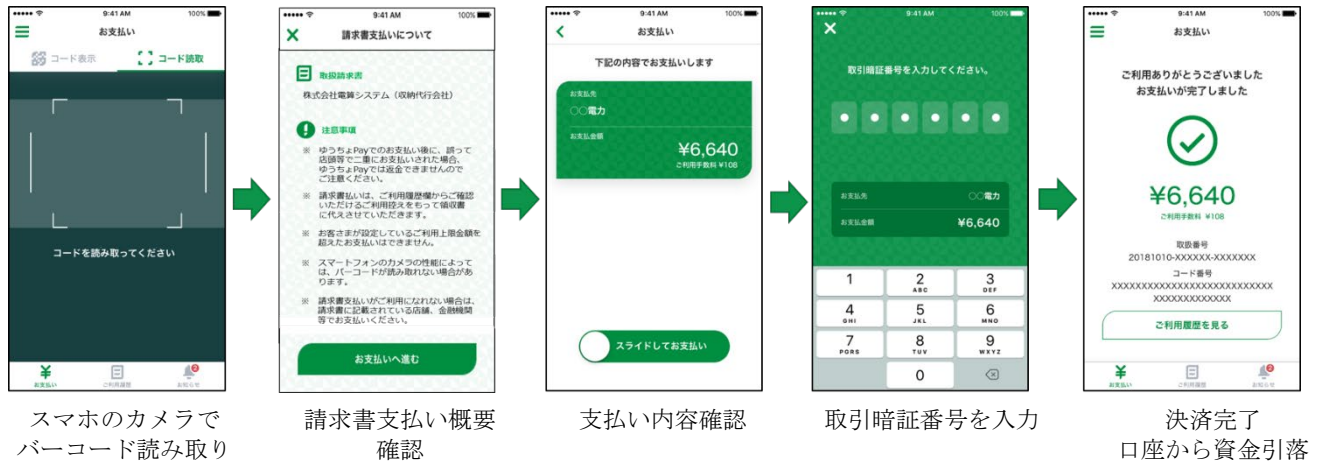 9:41 AM
100%
お支払い
コード表示
コード読取
コードを読み取ってください
お支払い
ご利用履歴
お知らせ
2
スマホのカメラで
バーコード読み取り
9:41 AM
100%
請求書支払いについて
取扱請求書
株式会社電算システム（収納代行会社）
注意事項
※ ゆうちょPayでのお支払い後に、誤って
店頭等で二重にお支払いされた場合、
ゆうちょPayでは返金できませんので
ご注意ください。
※ 請求書払いは、ご利用履歴欄からご確認
いただけるご利用控えをもって領収書
に代えさせていただきます。
※ お客さまが設定しているご利用上限金額を
超えたお支払いはできません。
※ スマートフォンのカメラの性能によって
は、バーコードが読み取れない場合があ
ります。
※ 請求書支払いがご利用になれない場合は、
請求書に記載されている店舗、金融機関
等でお支払いください。
お支払いへ進む
請求書支払い概要
確認
9:41 AM
100%
お支払い
下記の内容でお支払いします
お支払先
○○電力
お支払金額
¥6,640
ご利用手数料 ¥108
スライドしてお支払い
支払い内容確認
9:41 AM
100%
取引暗証番号を入力してください。
お支払先 ○○電力
お支払金額 ¥6,640
1
2 ABC
3 DEF
4 GHI
5 JKL
6 MNO
7 PQRS
8 TUV
9 WXYZ
0
取引暗証番号を入力
9:41 AM
100%
お支払い
ご利用ありがとうございました
お支払いが完了しました
¥6,640
ご利用手数料 ¥108
取扱番号
20181010-XXXXXX-XXXXXXX
コード番号
XXXXXXXXXXXXXXXXXXXXXXXXXXX
XXXXXXXXXXXXX
ご利用履歴を見る
お支払い
ご利用履歴
お知らせ
2
決済完了
口座から資金引落